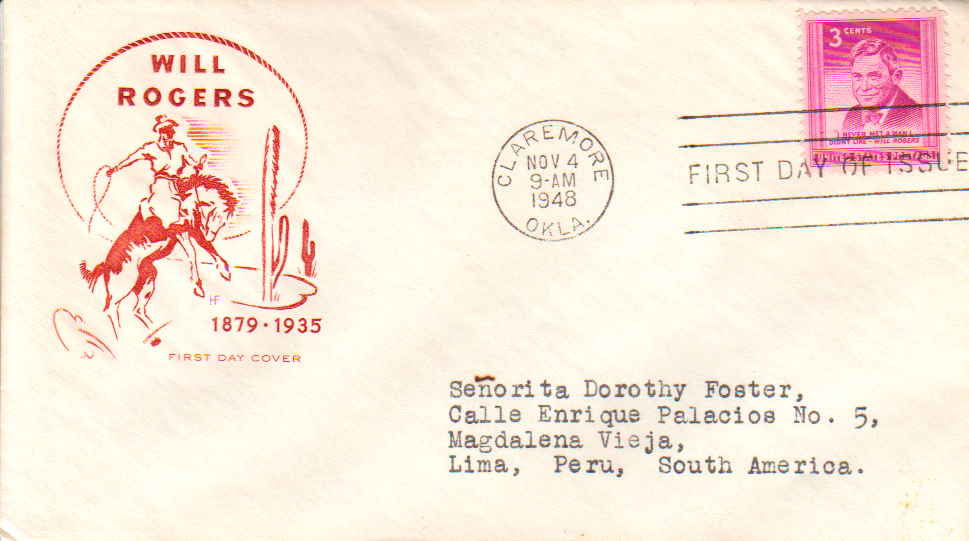 WILL
ROGERS
HF
1879 · 1935
FIRST DAY COVER
CLAREMORE
NOV 4
9-AM
1948
OKLA.
3 CENTS
"I NEVER MET A MAN I
DIDN'T LIKE - WILL ROGERS
FIRST DAY OF ISSUE
Señorita Dorothy Foster,
Calle Enrique Palacios No. 5,
Magdalena Vieja,
Lima, Peru, South America.